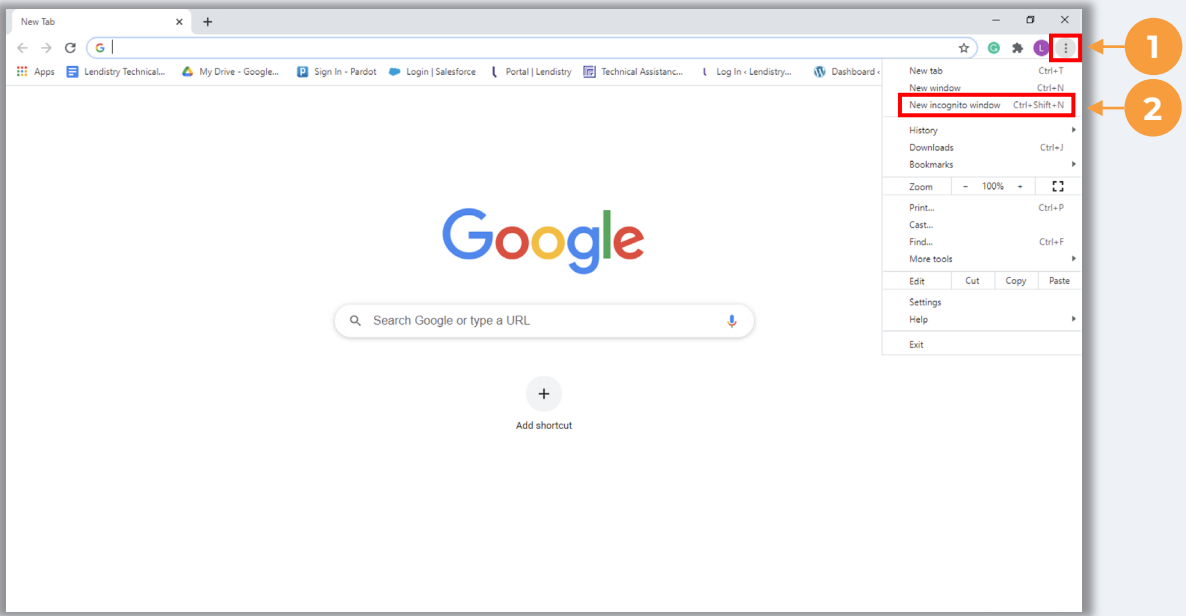 New Tab
1
Apps Lendistry Technical... My Drive - Google... Sign In - Pardot Login | Salesforce Portal | Lendistry Technical Assistanc... Log In ‹ Lendistry... Dashboard ‹
New tab Ctrl+T
New window Ctrl+N
New incognito window Ctrl+Shift+N
2
History
Downloads Ctrl+J
Bookmarks
Zoom - 100% +
Print... Ctrl+P
Cast...
Find... Ctrl+F
More tools
Edit Cut Copy Paste
Settings
Help
Exit
Google
Search Google or type a URL
Add shortcut